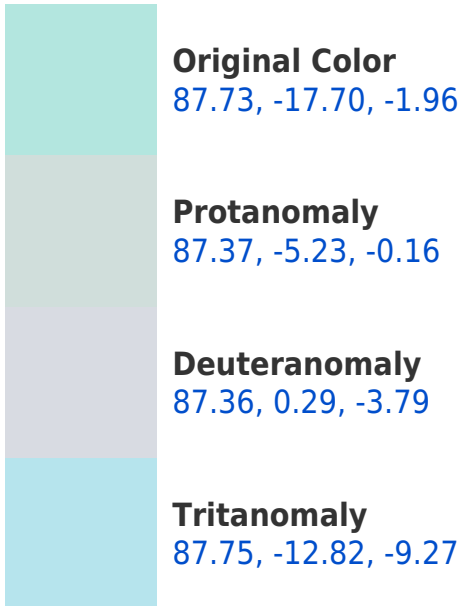 Original Color
87.73, -17.70, -1.96
Protanomaly
87.37, -5.23, -0.16
Deuteranomaly
87.36, 0.29, -3.79
Tritanomaly
87.75, -12.82, -9.27